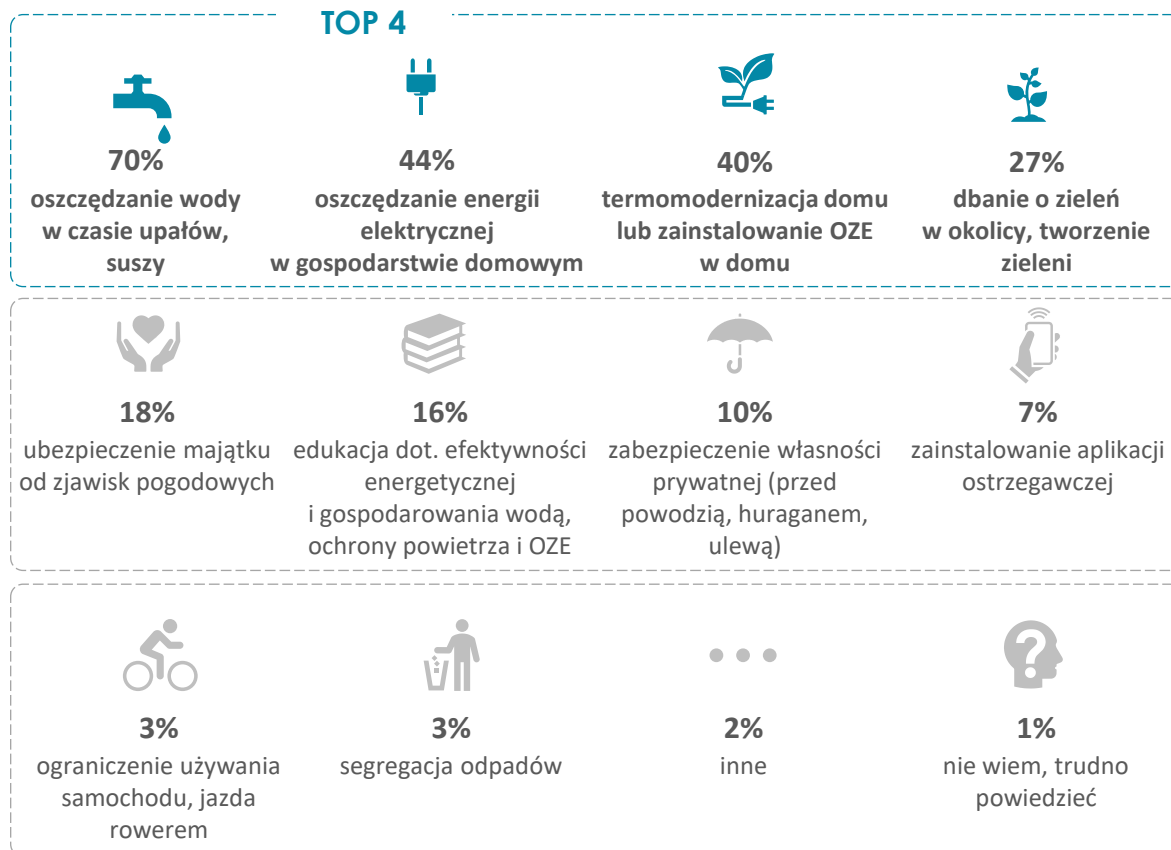 TOP 4
70%
oszczędzanie wody
w czasie upałów,
suszy
44%
oszczędzanie energii
elektrycznej
w gospodarstwie domowym
40%
termomodernizacja domu
lub zainstalowanie OZE
w domu
27%
dbanie o zieleń
w okolicy, tworzenie
zieleni
18%
ubezpieczenie majątku
od zjawisk pogodowych
16%
edukacja dot. efektywności
energetycznej
i gospodarowania wodą,
ochrony powietrza i OZE
10%
zabezpieczenie własności
prywatnej (przed
powodzią, huraganem,
ulewą)
7%
zainstalowanie aplikacji
ostrzegawczej
3%
ograniczenie używania
samochodu, jazda
rowerem
3%
segregacja odpadów
2%
inne
1%
nie wiem, trudno
powiedzieć